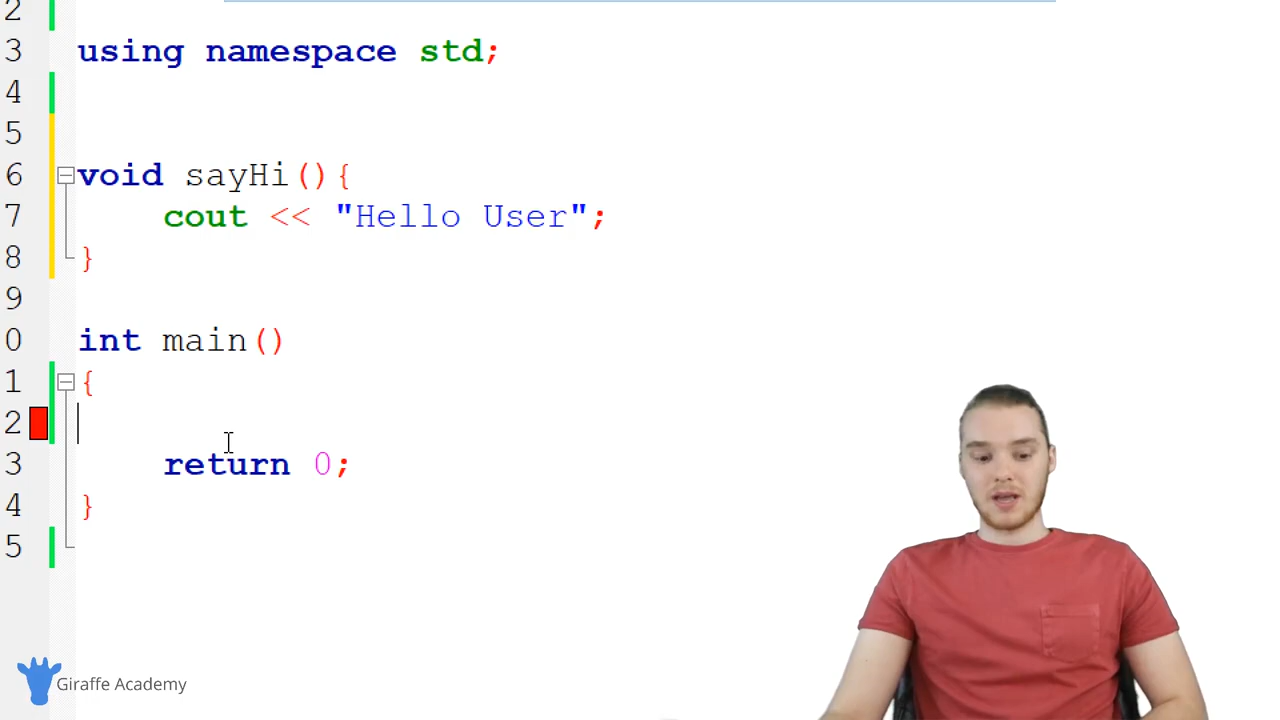 2
3 using namespace std;
4
5
6 void sayHi(){
7 cout << "Hello User";
8 }
9
0 int main()
1 {
2
3 return 0;
4 }
5
Giraffe Academy